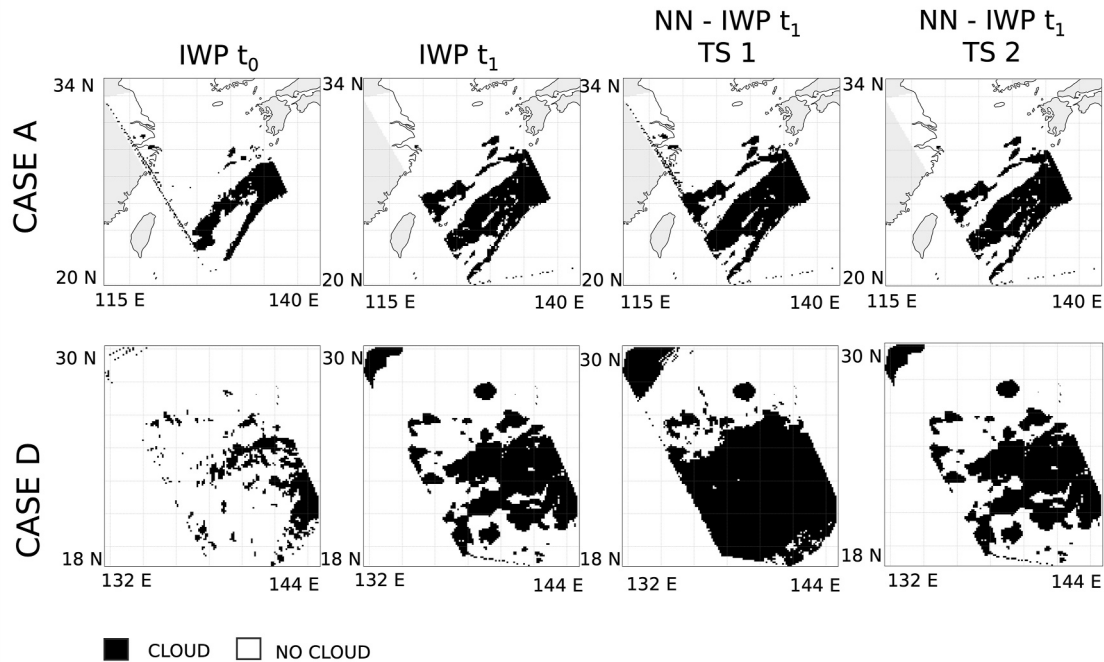 IWP t0
IWP t1
NN - IWP t1
TS 1
NN - IWP t1
TS 2
CASE A
34 N
34 N
34 N
34 N
20 N
20 N
20 N
20 N
115 E
140 E
115 E
140 E
115 E
140 E
115 E
140 E
CASE D
30 N
30 N
30 N
30 N
18 N
18 N
18 N
18 N
132 E
144 E
132 E
144 E
132 E
144 E
132 E
144 E
CLOUD
NO CLOUD